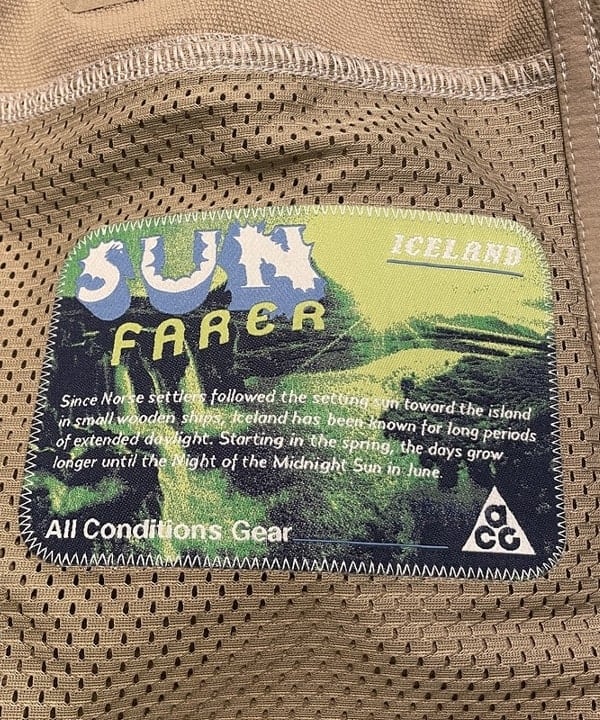 SUN
FARER
ICELAND
Since Norse settlers followed the setting sun toward the island
in small wooden ships, Iceland has been known for long periods
of extended daylight. Starting in the spring, the days grow
longer until the Night of the Midnight Sun in June.
All Conditions Gear
acg